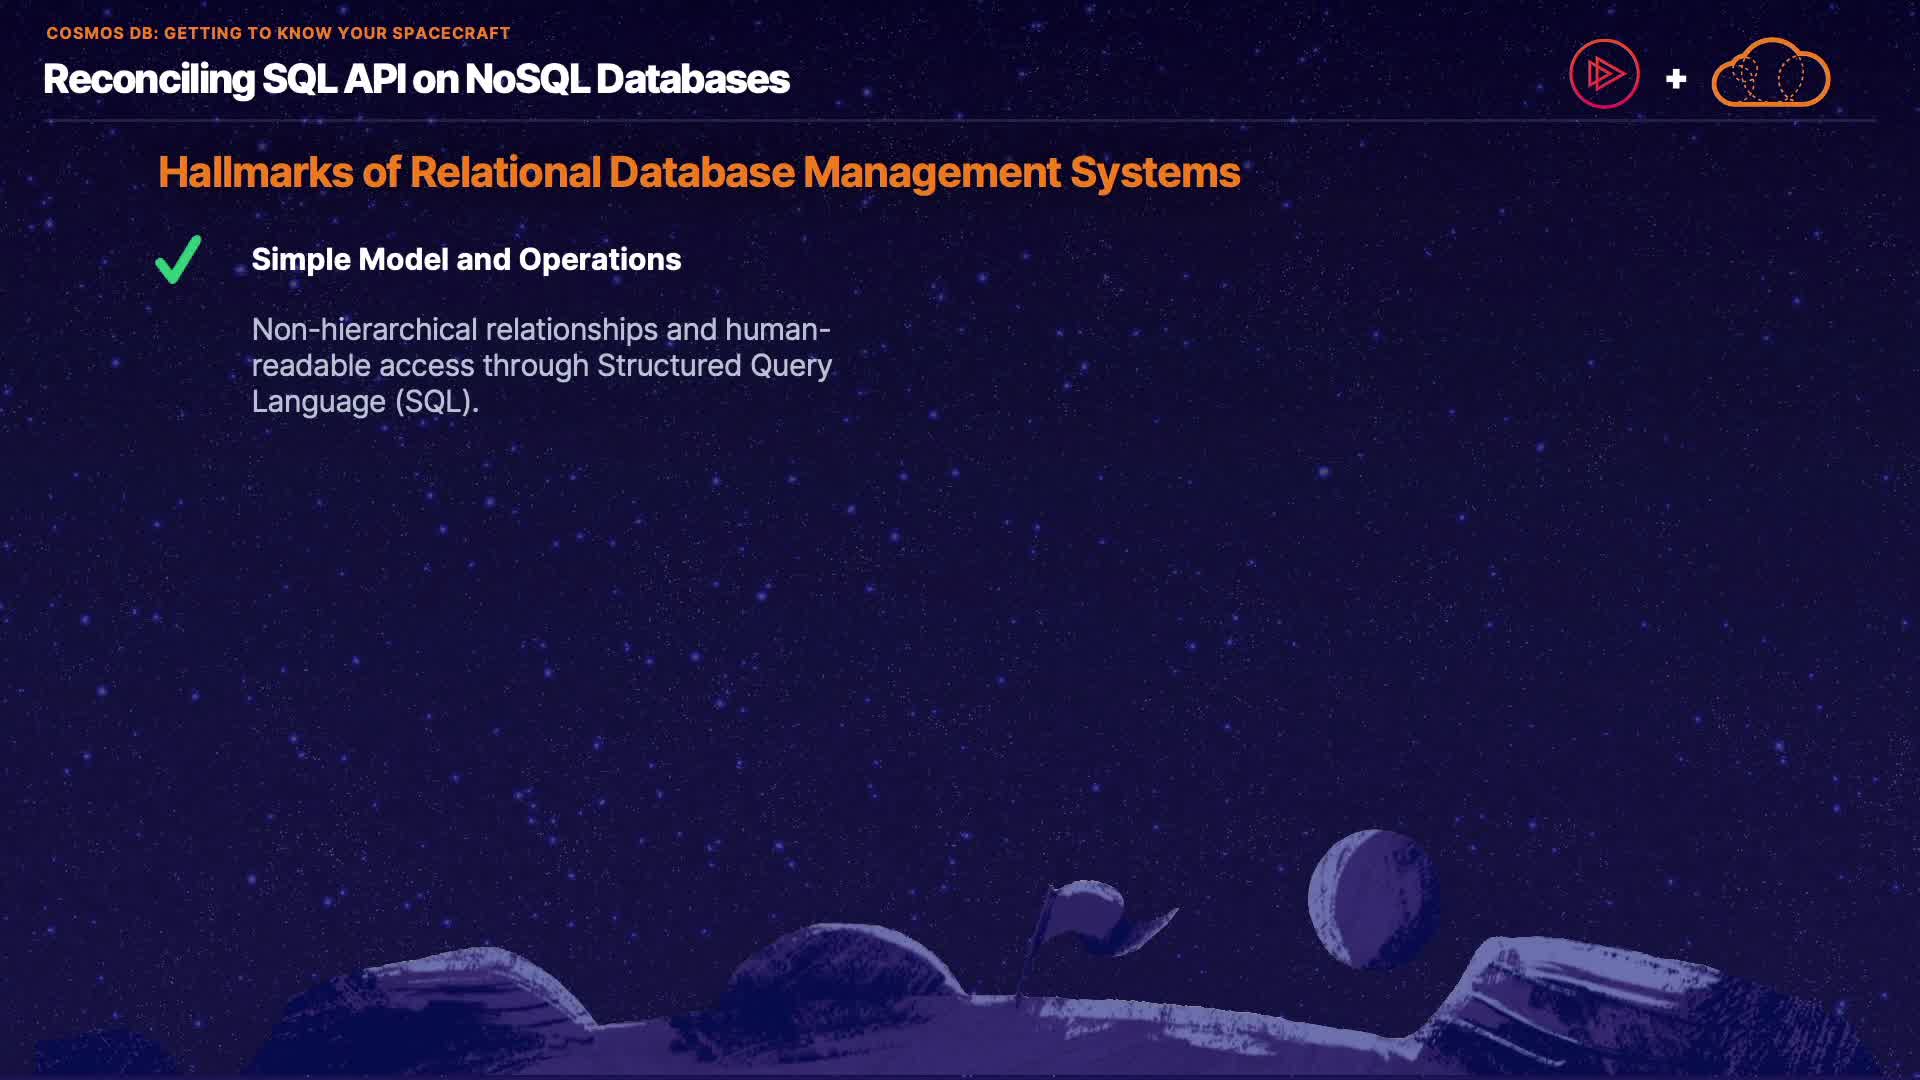 COSMOS DB: GETTING TO KNOW YOUR SPACECRAFT
Reconciling SQL API on NoSQL Databases
+
Hallmarks of Relational Database Management Systems
Simple Model and Operations
Non-hierarchical relationships and human-
readable access through Structured Query
Language (SQL).